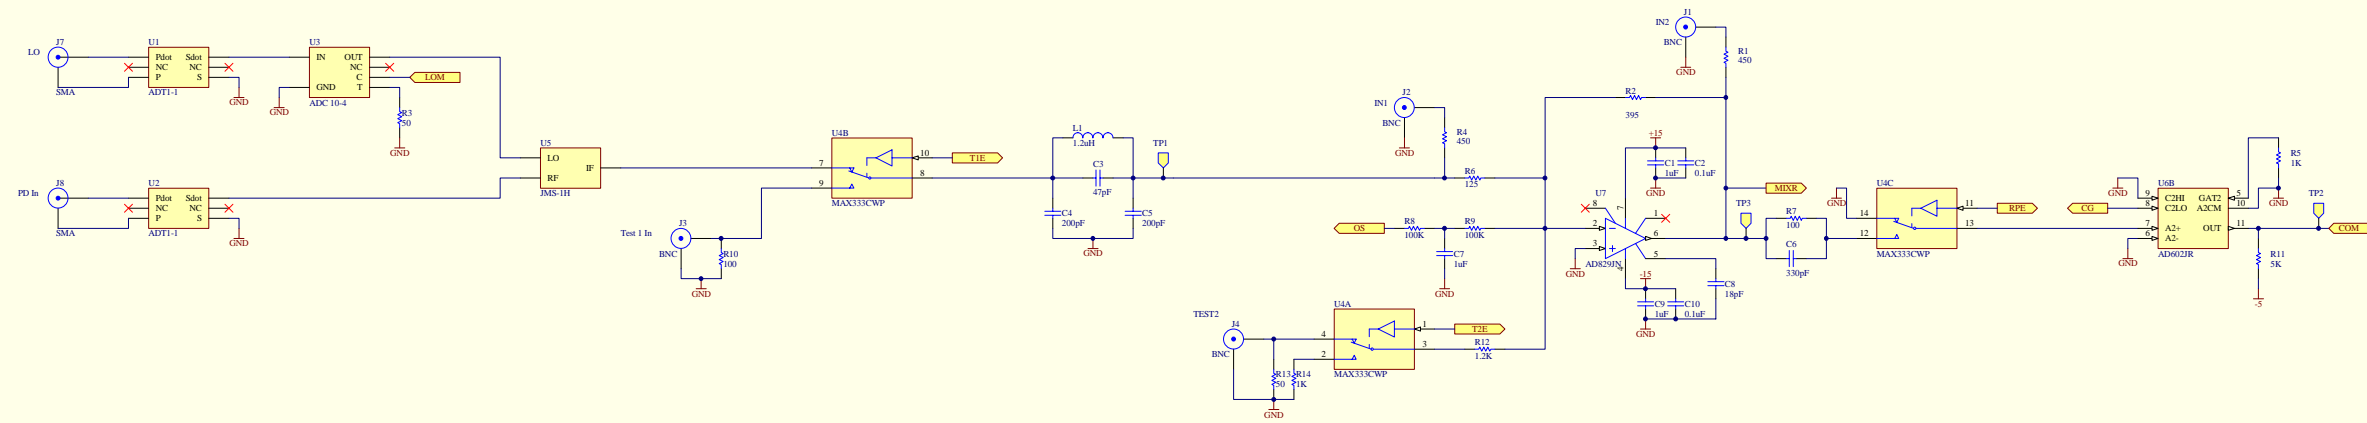 LO
J7
SMA
U1
Pdot
Sdot
NC
NC
P
S
ADT1-1
GND
U3
IN
OUT
NC
C
GND
T
ADC 10-4
GND
LOM
R3
50
GND
PD In
J8
SMA
U2
Pdot
Sdot
NC
NC
P
S
ADT1-1
GND
U5
LO
RF
IF
JMS-1H
Test 1 In
J3
BNC
R10
100
GND
U4B
7
9
10
8
MAX333CWP
T1E
L1
1.2uH
C3
47pF
C4
200pF
C5
200pF
GND
TP1
IN1
J2
BNC
GND
R4
450
R6
125
OS
R8
100K
R9
100K
C7
1uF
GND
TEST2
J4
BNC
R13
50
R14
1K
GND
U4A
4
2
1
3
MAX333CWP
T2E
R12
1.2K
IN2
J1
BNC
GND
R1
450
R2
395
+15
C1
1uF
C2
0.1uF
GND
U7
8
7
1
2
3
6
5
4
AD829JN
GND
-15
C9
1uF
C10
0.1uF
GND
C8
18pF
MIXR
TP3
R7
100
C6
330pF
GND
U4C
14
12
11
13
MAX333CWP
RPE
CG
GND
U6B
9
8
7
6
C2HI
C2LO
A2+
A2-
GAT2
A2CM
OUT
5
10
11
AD602JR
GND
R5
1K
GND
TP2
COM
R11
5K
-5